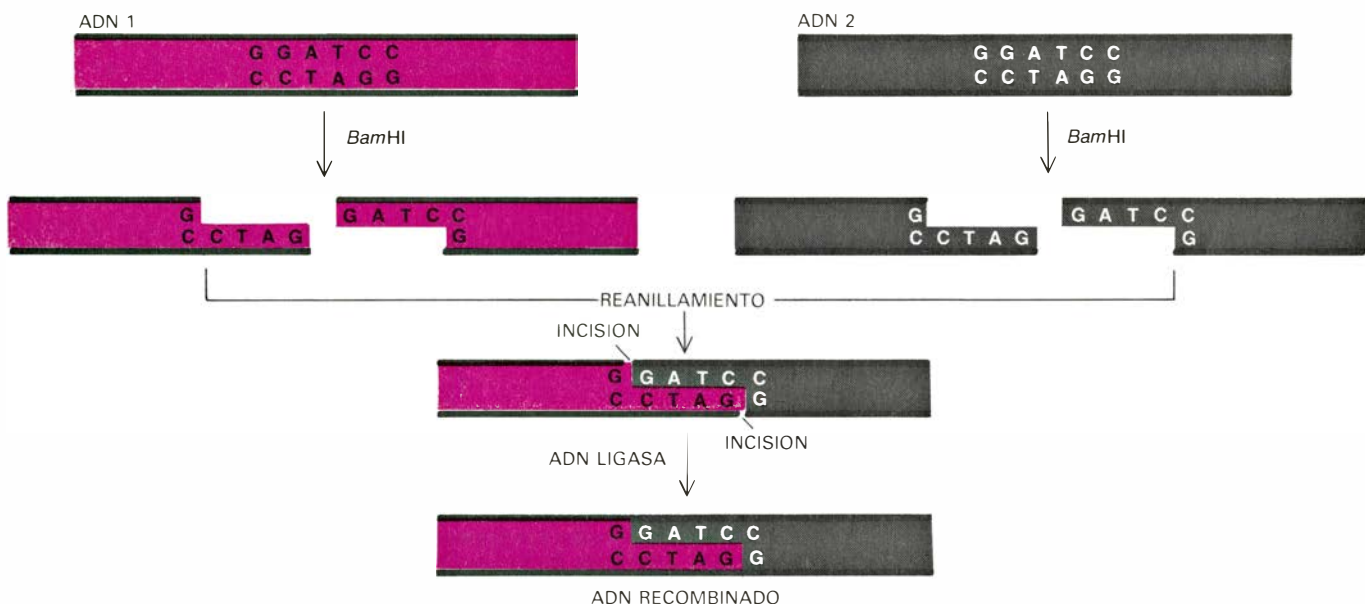 ADN 1
ADN 2
G G A T C C
C C T A G G
G G A T C C
C C T A G G
BamHI
BamHI
G
C C T A G
G A T C C
G
G
C C T A G
G A T C C
G
REANILLAMIENTO
INCISION
G G A T C C
C C T A G G
INCISION
ADN LIGASA
G G A T C C
C C T A G G
ADN RECOMBINADO